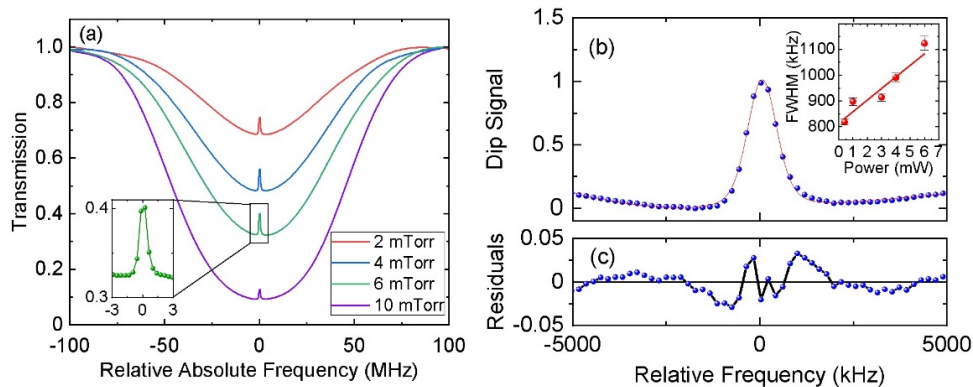 (a)
1.0
0.8
0.6
0.4
0.2
0
Transmission
0.4
0.3
-3 0 3
2 mTorr
4 mTorr
6 mTorr
10 mTorr
-100 -50 0 50 100
Relative Absolute Frequency (MHz)
(b)
1.5
1
0.5
0
Dip Signal
1100
1000
900
800
FWHM (kHz)
0 1 2 3 4 5 6 7
Power (mW)
(c)
0.05
0
-0.05
Residuals
-5000 0 5000
Relative Frequency (kHz)